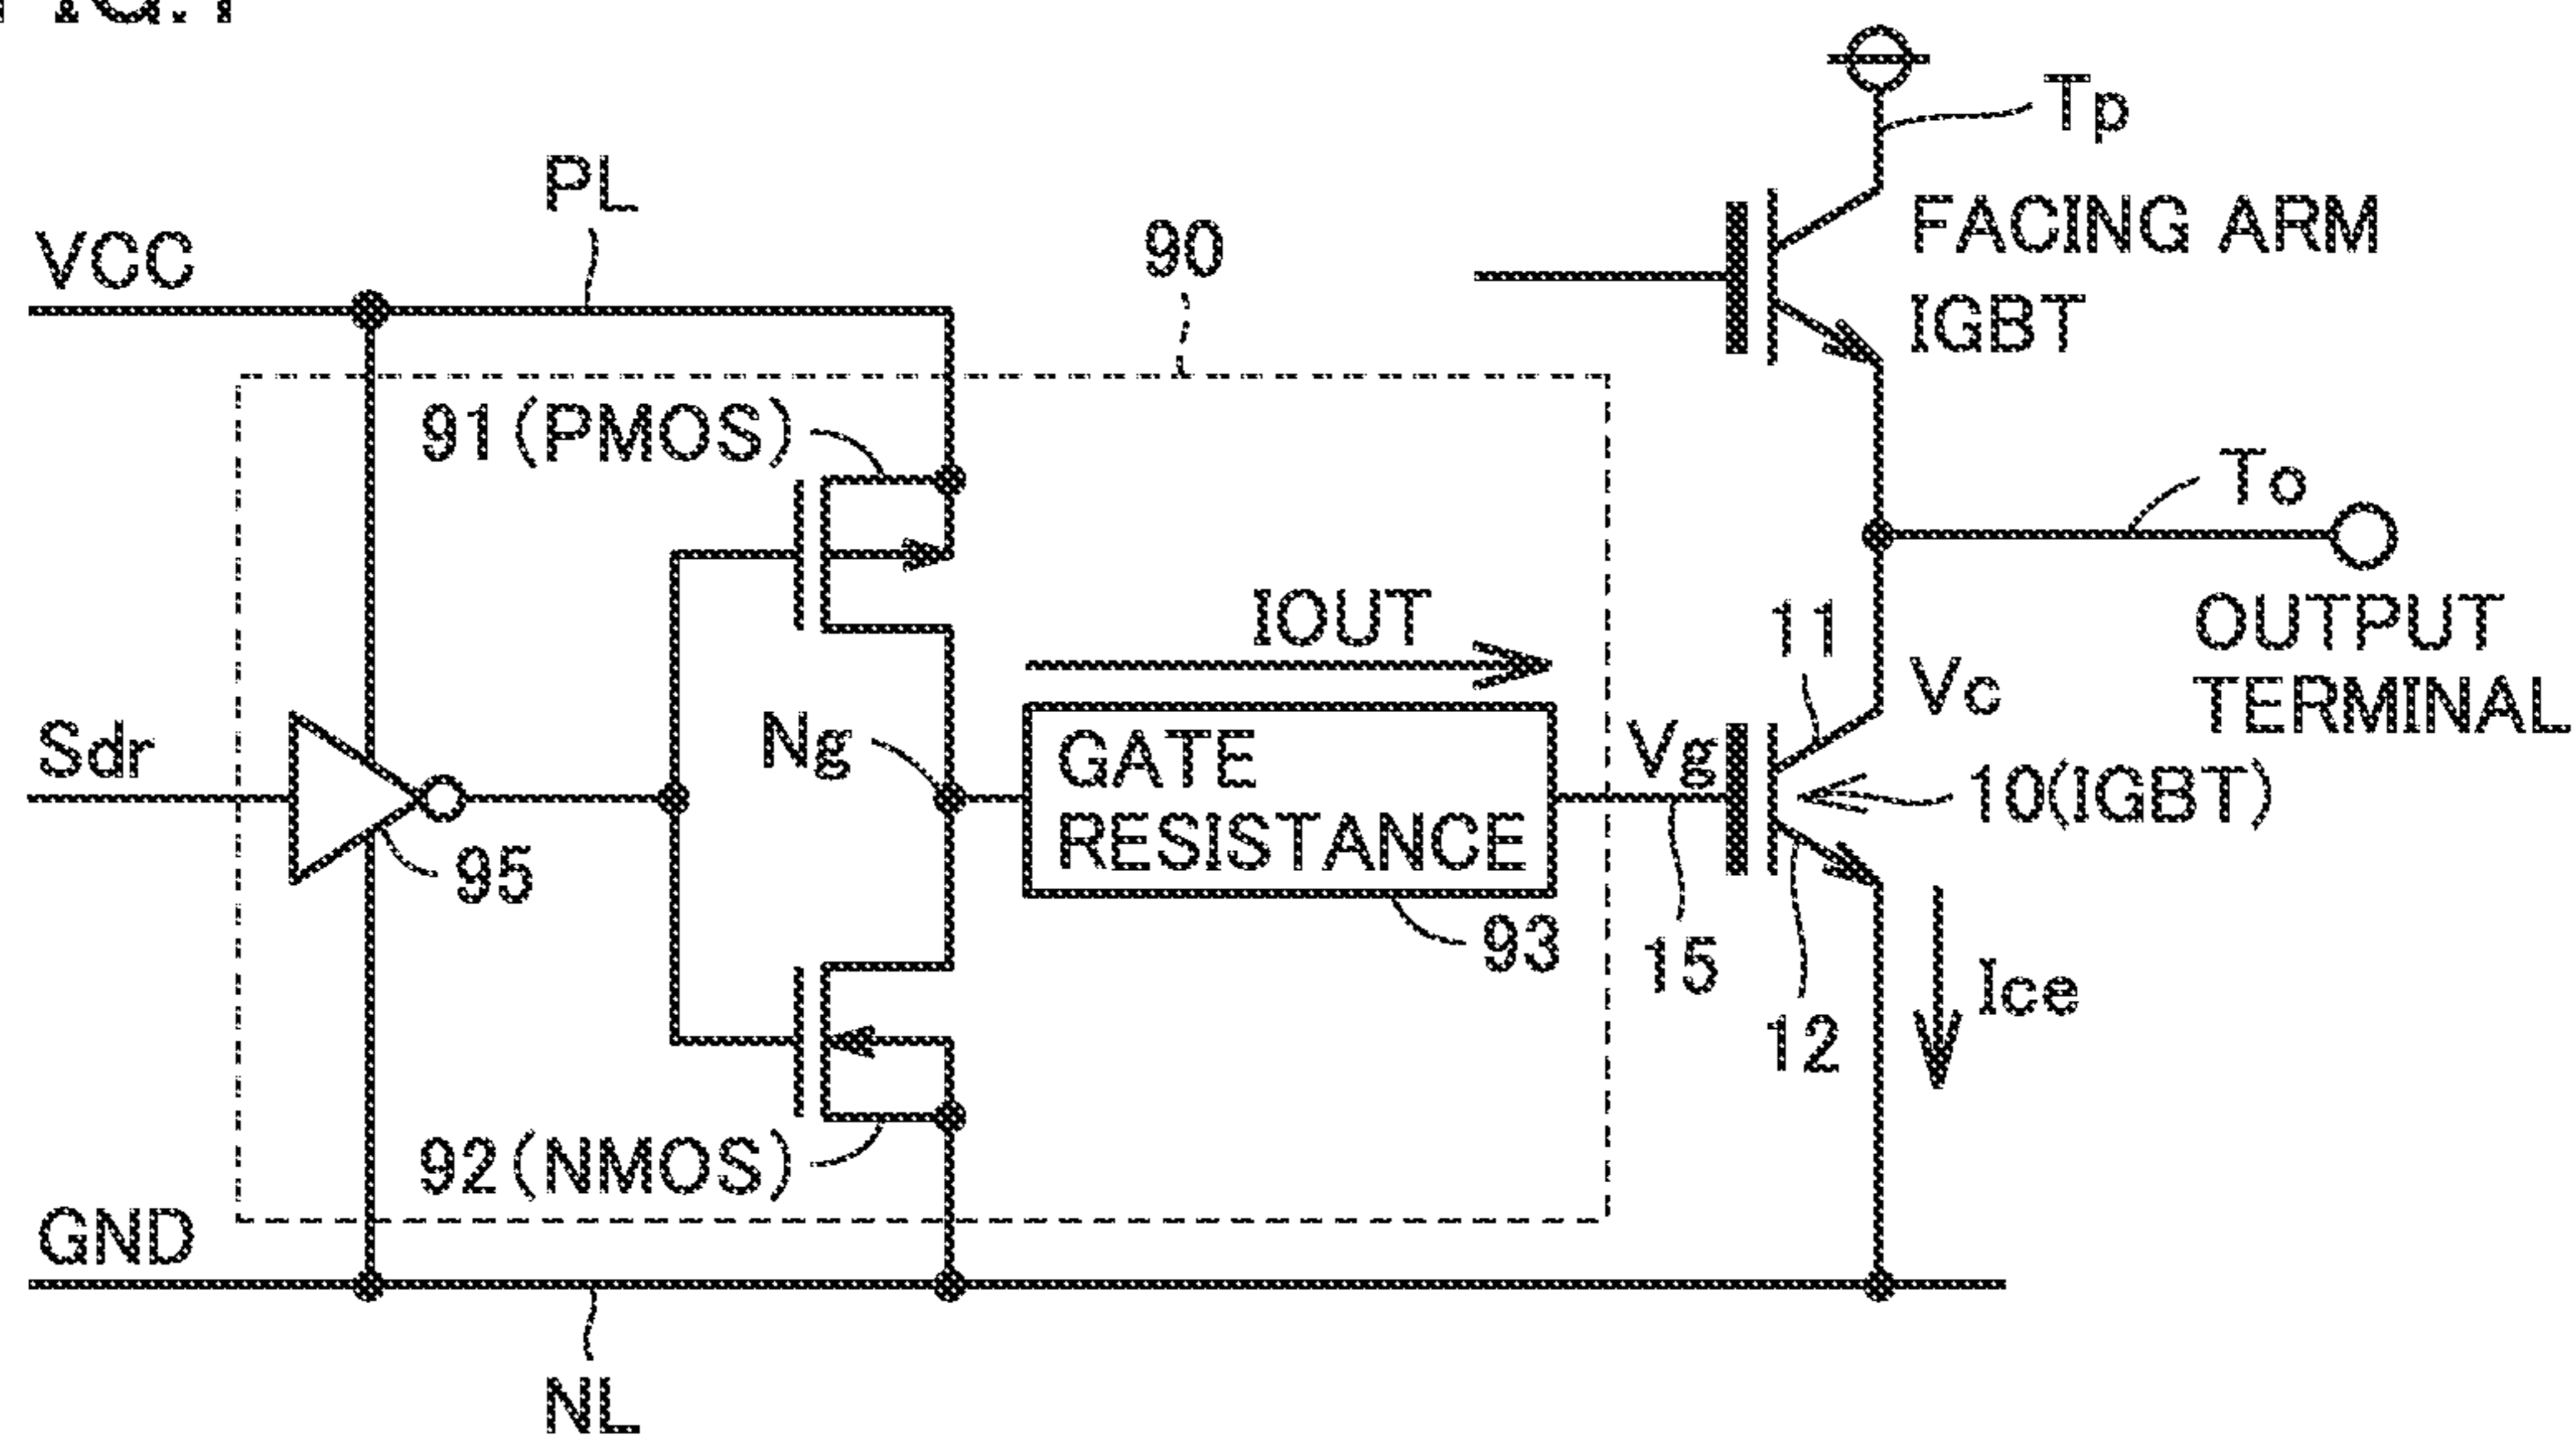 Tp
PL
VCC
90
FACING ARM
IGBT
91(PMOS)
To
IOUT
OUTPUT
TERMINAL
11
Vc
Sdr
Ng
GATE
RESISTANCE
Vg
10(IGBT)
95
93
15
12
Ice
92(NMOS)
GND
NL